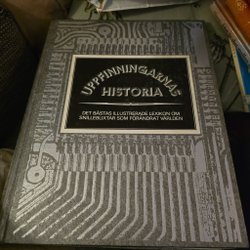 UPPFINNINGARNAS
HISTORIA
DET BÄSTAS ILLUSTRERADE LEXIKON OM
SNILLEBLIXTAR SOM FÖRÄNDRAT VÄRLDEN